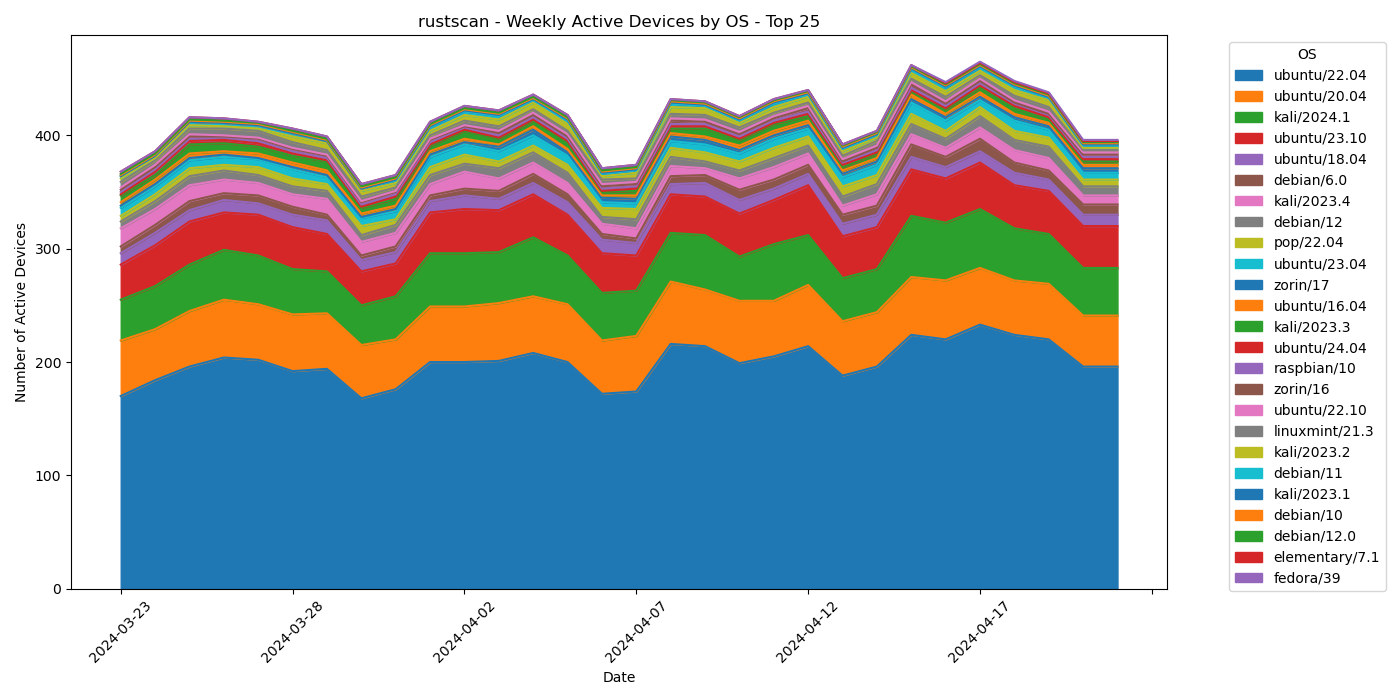 rustscan - Weekly Active Devices by OS - Top 25
Number of Active Devices
400
300
200
100
0
2024-03-23
2024-03-28
2024-04-02
2024-04-07
2024-04-12
2024-04-17
Date
OS
ubuntu/22.04
ubuntu/20.04
kali/2024.1
ubuntu/23.10
ubuntu/18.04
debian/6.0
kali/2023.4
debian/12
pop/22.04
ubuntu/23.04
zorin/17
ubuntu/16.04
kali/2023.3
ubuntu/24.04
raspbian/10
zorin/16
ubuntu/22.10
linuxmint/21.3
kali/2023.2
debian/11
kali/2023.1
debian/10
debian/12.0
elementary/7.1
fedora/39